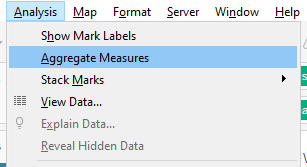 Analysis Map Format Server Window Help
Show Mark Labels
Aggregate Measures
Stack Marks
View Data...
Explain Data...
Reveal Hidden Data